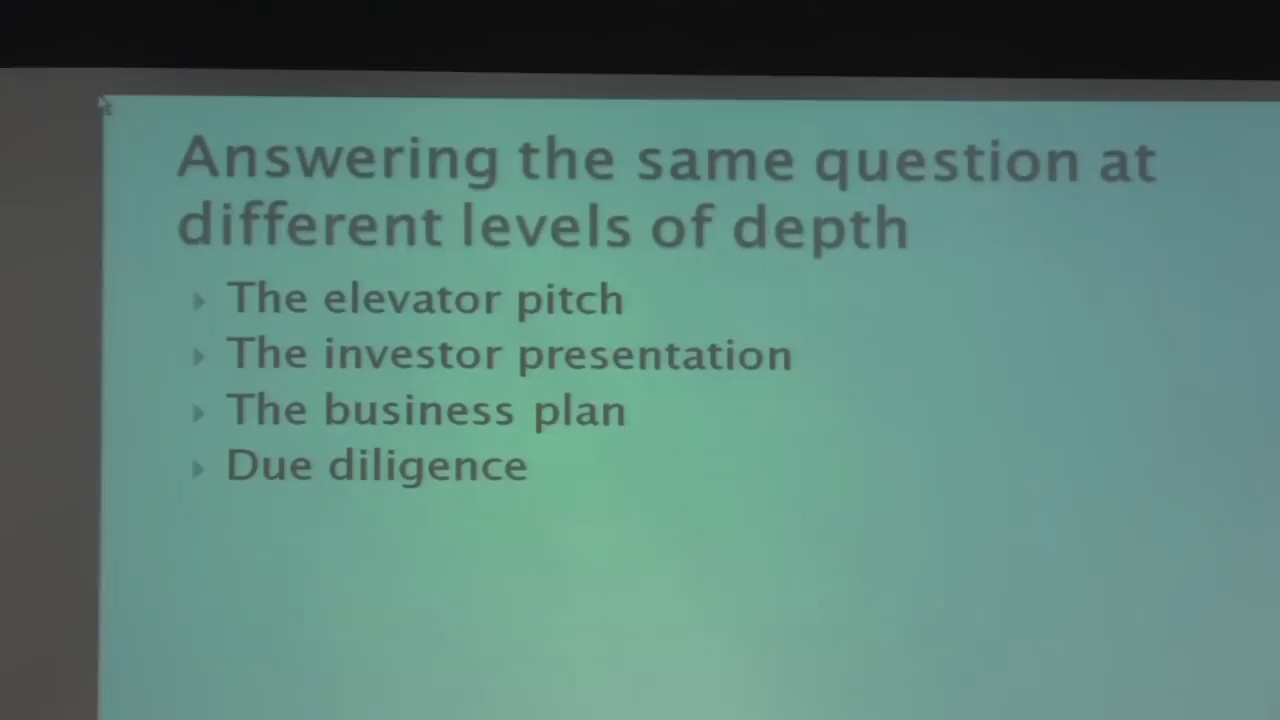 Answering the same question at
different levels of depth
The elevator pitch
The investor presentation
The business plan
Due diligence